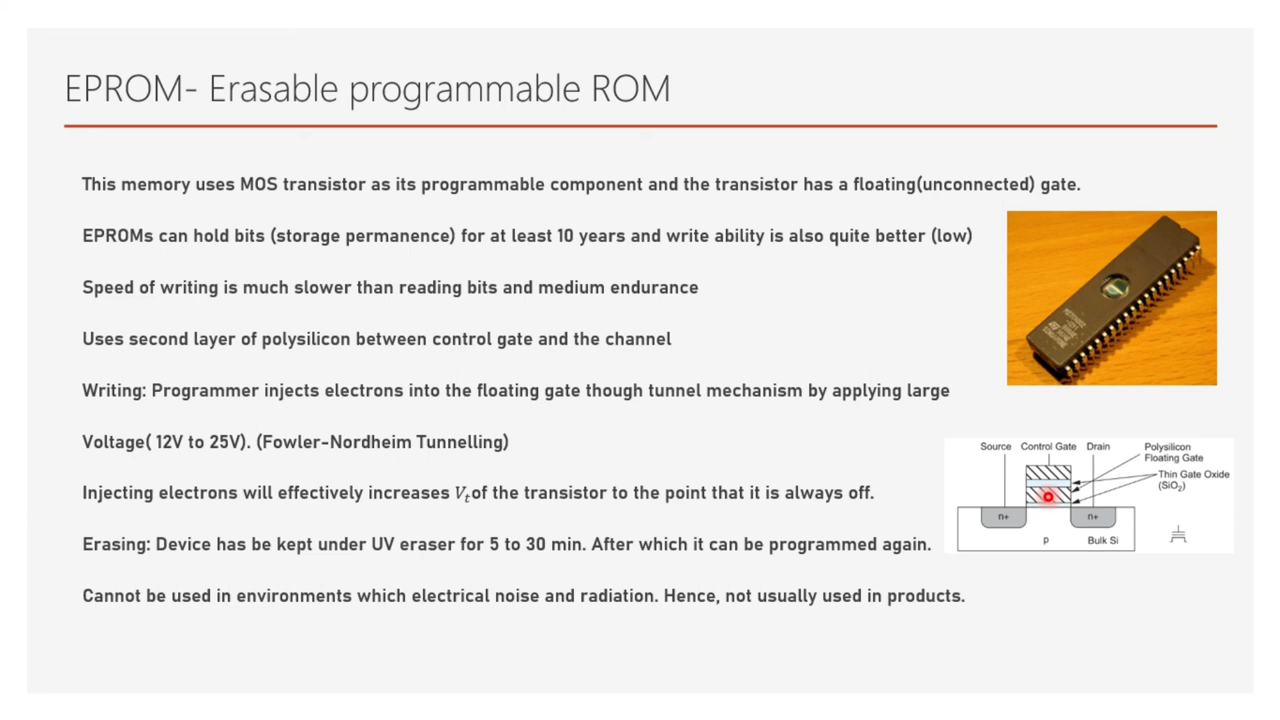 EPROM- Erasable programmable ROM
This memory uses MOS transistor as its programmable component and the transistor has a floating(unconnected) gate.
EPROMs can hold bits (storage permanence) for at least 10 years and write ability is also quite better (low)
Speed of writing is much slower than reading bits and medium endurance
Uses second layer of polysilicon between control gate and the channel
Writing: Programmer injects electrons into the floating gate though tunnel mechanism by applying large
Voltage( 12V to 25V). (Fowler-Nordheim Tunnelling)
Injecting electrons will effectively increases Vₜof the transistor to the point that it is always off.
Erasing: Device has be kept under UV eraser for 5 to 30 min. After which it can be programmed again.
Cannot be used in environments which electrical noise and radiation. Hence, not usually used in products.
Source Control Gate Drain
Polysilicon
Floating Gate
Thin Gate Oxide
(SiO₂)
n+ n+
p Bulk Si